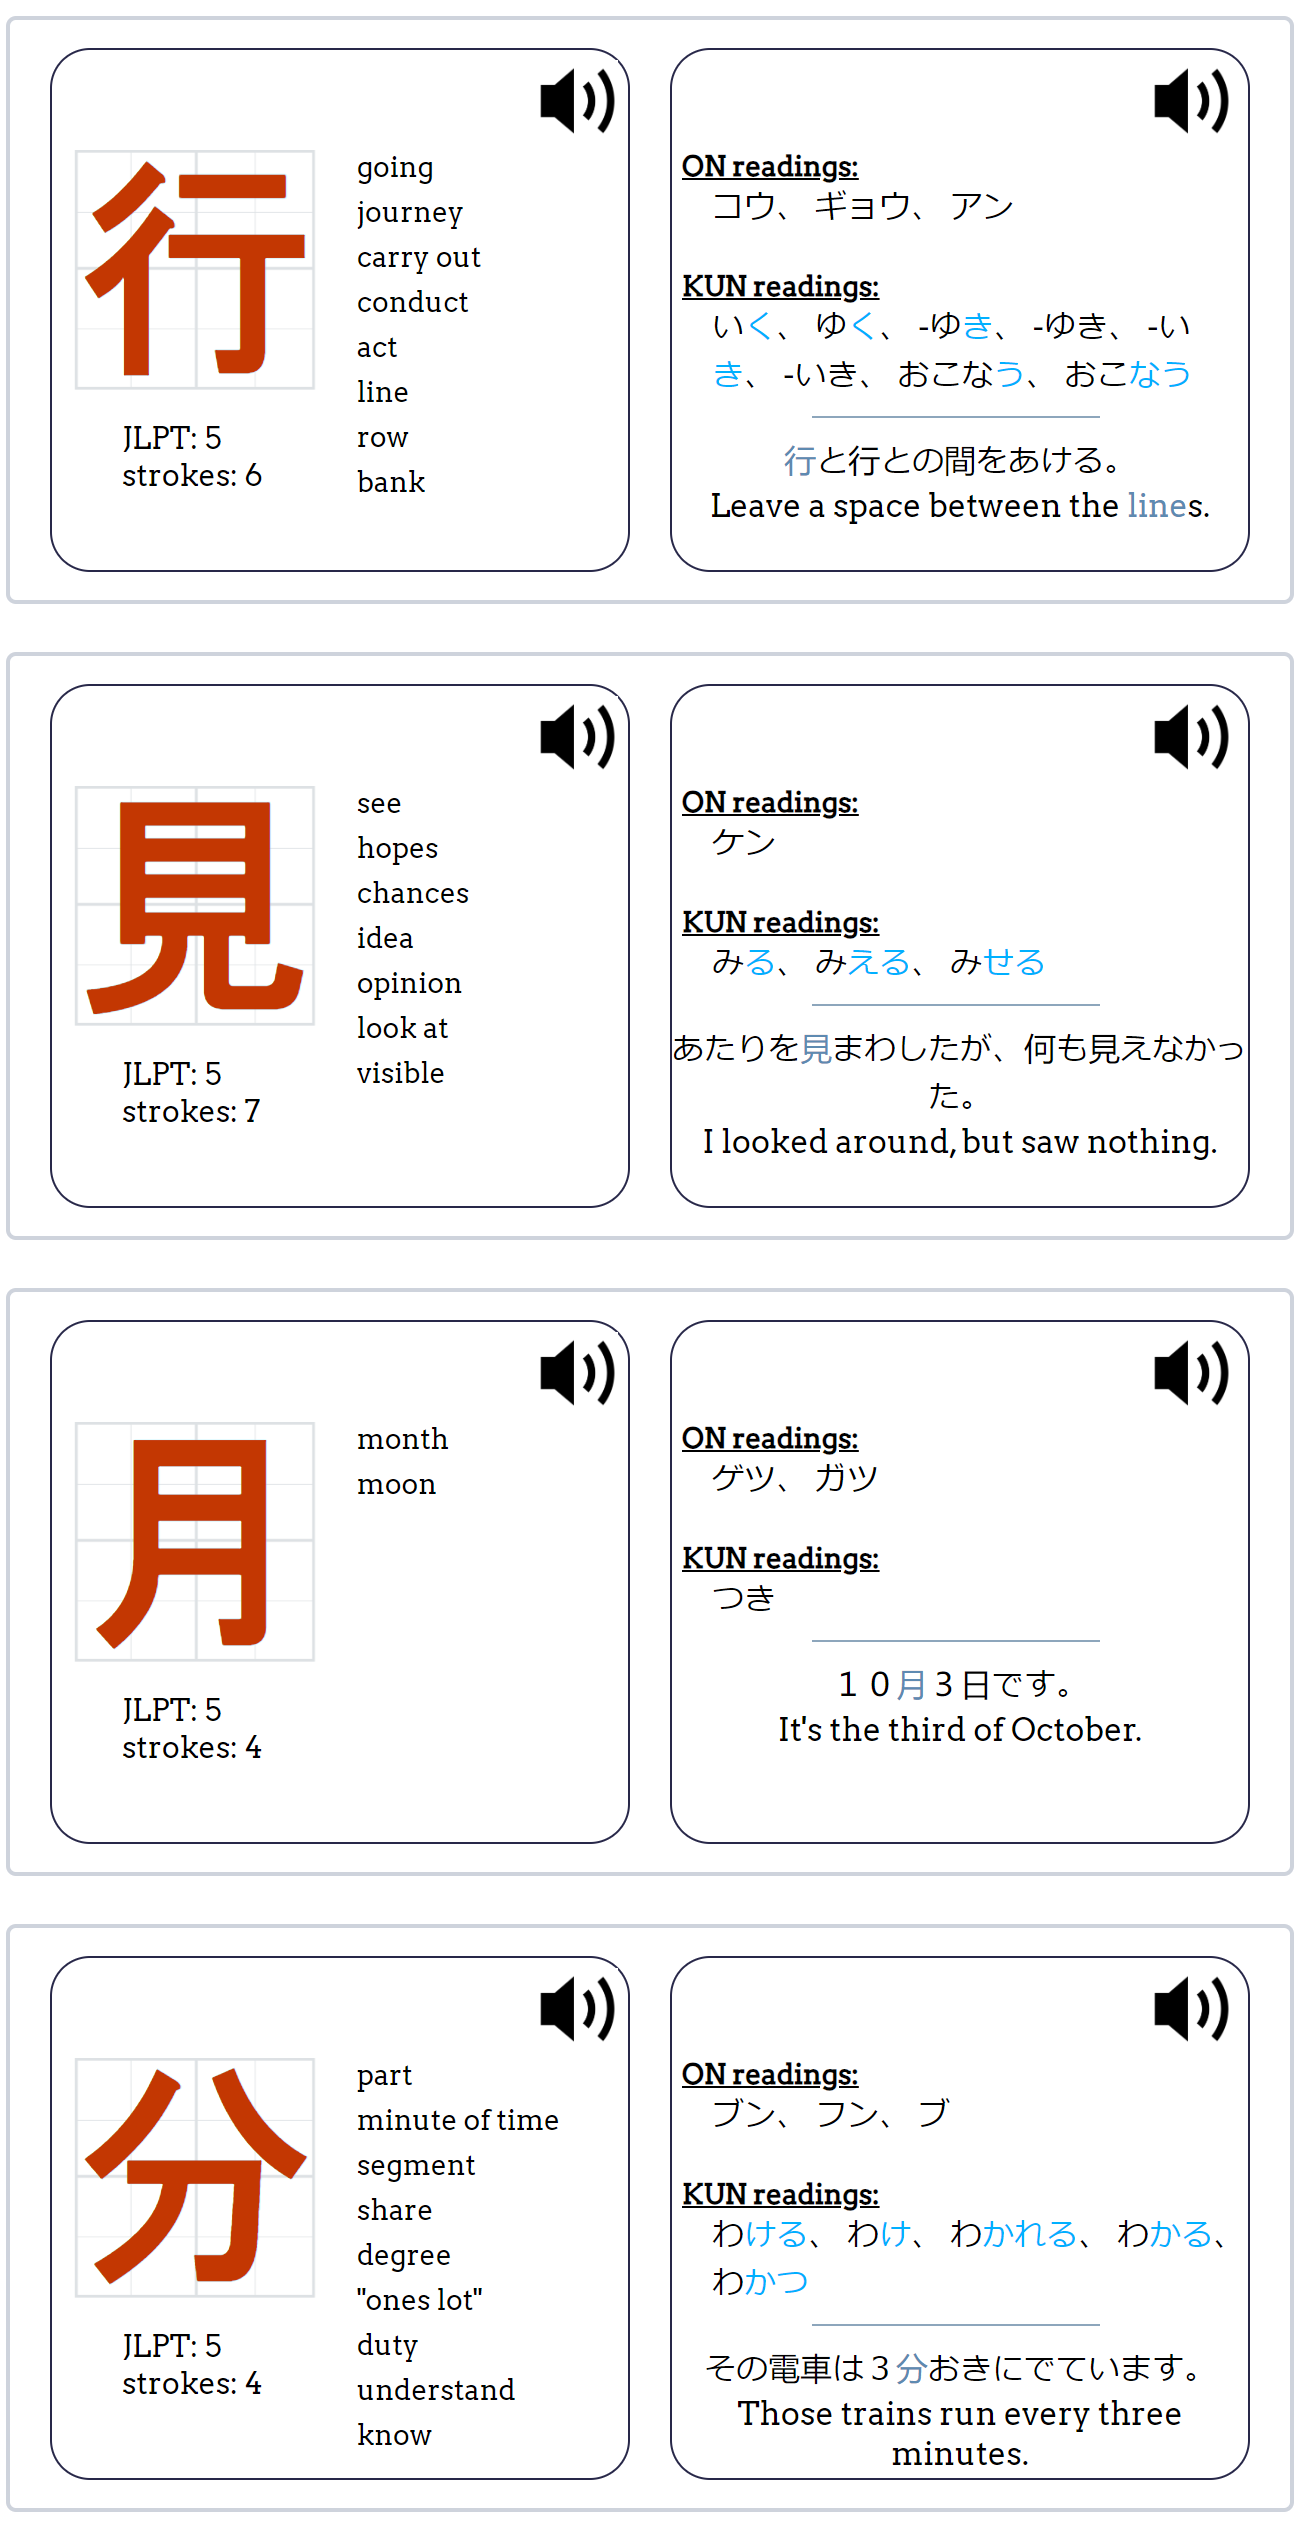 行
going
journey
carry out
conduct
act
line
row
bank
JLPT: 5
strokes: 6
ON readings:
コウ、 ギョウ、 アン
KUN readings:
いく、 ゆく、 -ゆき、 -ゆき、 -い
き、 -いき、 おこなう、 おこなう
行と行との間をあける。
Leave a space between the lines.
見
see
hopes
chances
idea
opinion
look at
visible
JLPT: 5
strokes: 7
ON readings:
ケン
KUN readings:
みる、 みえる、 みせる
あたりを見まわしたが、何も見えなかっ
た。
I looked around, but saw nothing.
月
month
moon
JLPT: 5
strokes: 4
ON readings:
ゲツ、 ガツ
KUN readings:
つき
１０月３日です。
It's the third of October.
分
part
minute of time
segment
share
degree
"ones lot"
duty
understand
know
JLPT: 5
strokes: 4
ON readings:
ブン、 フン、 ブ
KUN readings:
わける、 わけ、 わかれる、 わかる、
わかつ
その電車は３分おきにでています。
Those trains run every three
minutes.